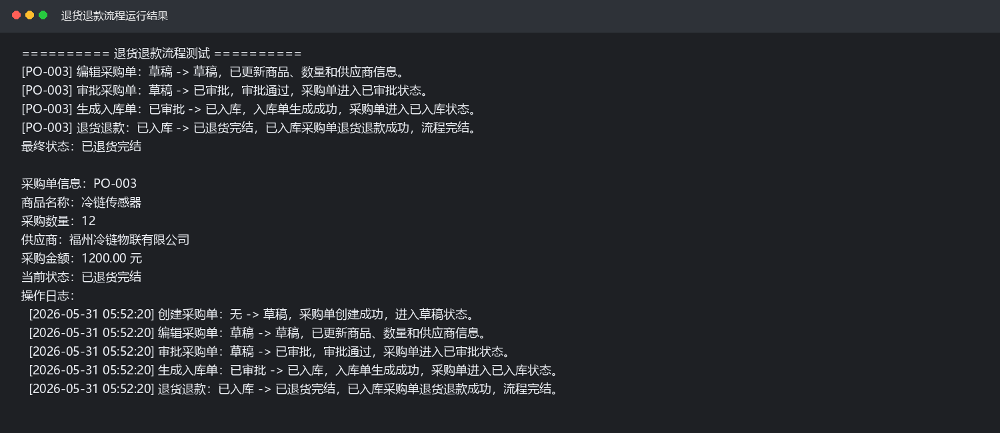 退货退款流程运行结果
========== 退货退款流程测试 ==========
[PO-003] 编辑采购单：草稿 -> 草稿，已更新商品、数量和供应商信息。
[PO-003] 审批采购单：草稿 -> 已审批，审批通过，采购单进入已审批状态。
[PO-003] 生成入库单：已审批 -> 已入库，入库单生成成功，采购单进入已入库状态。
[PO-003] 退货退款：已入库 -> 已退货完结，已入库采购单退货退款成功，流程完结。
最终状态：已退货完结
采购单信息：PO-003
商品名称：冷链传感器
采购数量：12
供应商：福州冷链物联有限公司
采购金额：1200.00 元
当前状态：已退货完结
操作日志：
[2026-05-31 05:52:20] 创建采购单：无 -> 草稿，采购单创建成功，进入草稿状态。
[2026-05-31 05:52:20] 编辑采购单：草稿 -> 草稿，已更新商品、数量和供应商信息。
[2026-05-31 05:52:20] 审批采购单：草稿 -> 已审批，审批通过，采购单进入已审批状态。
[2026-05-31 05:52:20] 生成入库单：已审批 -> 已入库，入库单生成成功，采购单进入已入库状态。
[2026-05-31 05:52:20] 退货退款：已入库 -> 已退货完结，已入库采购单退货退款成功，流程完结。